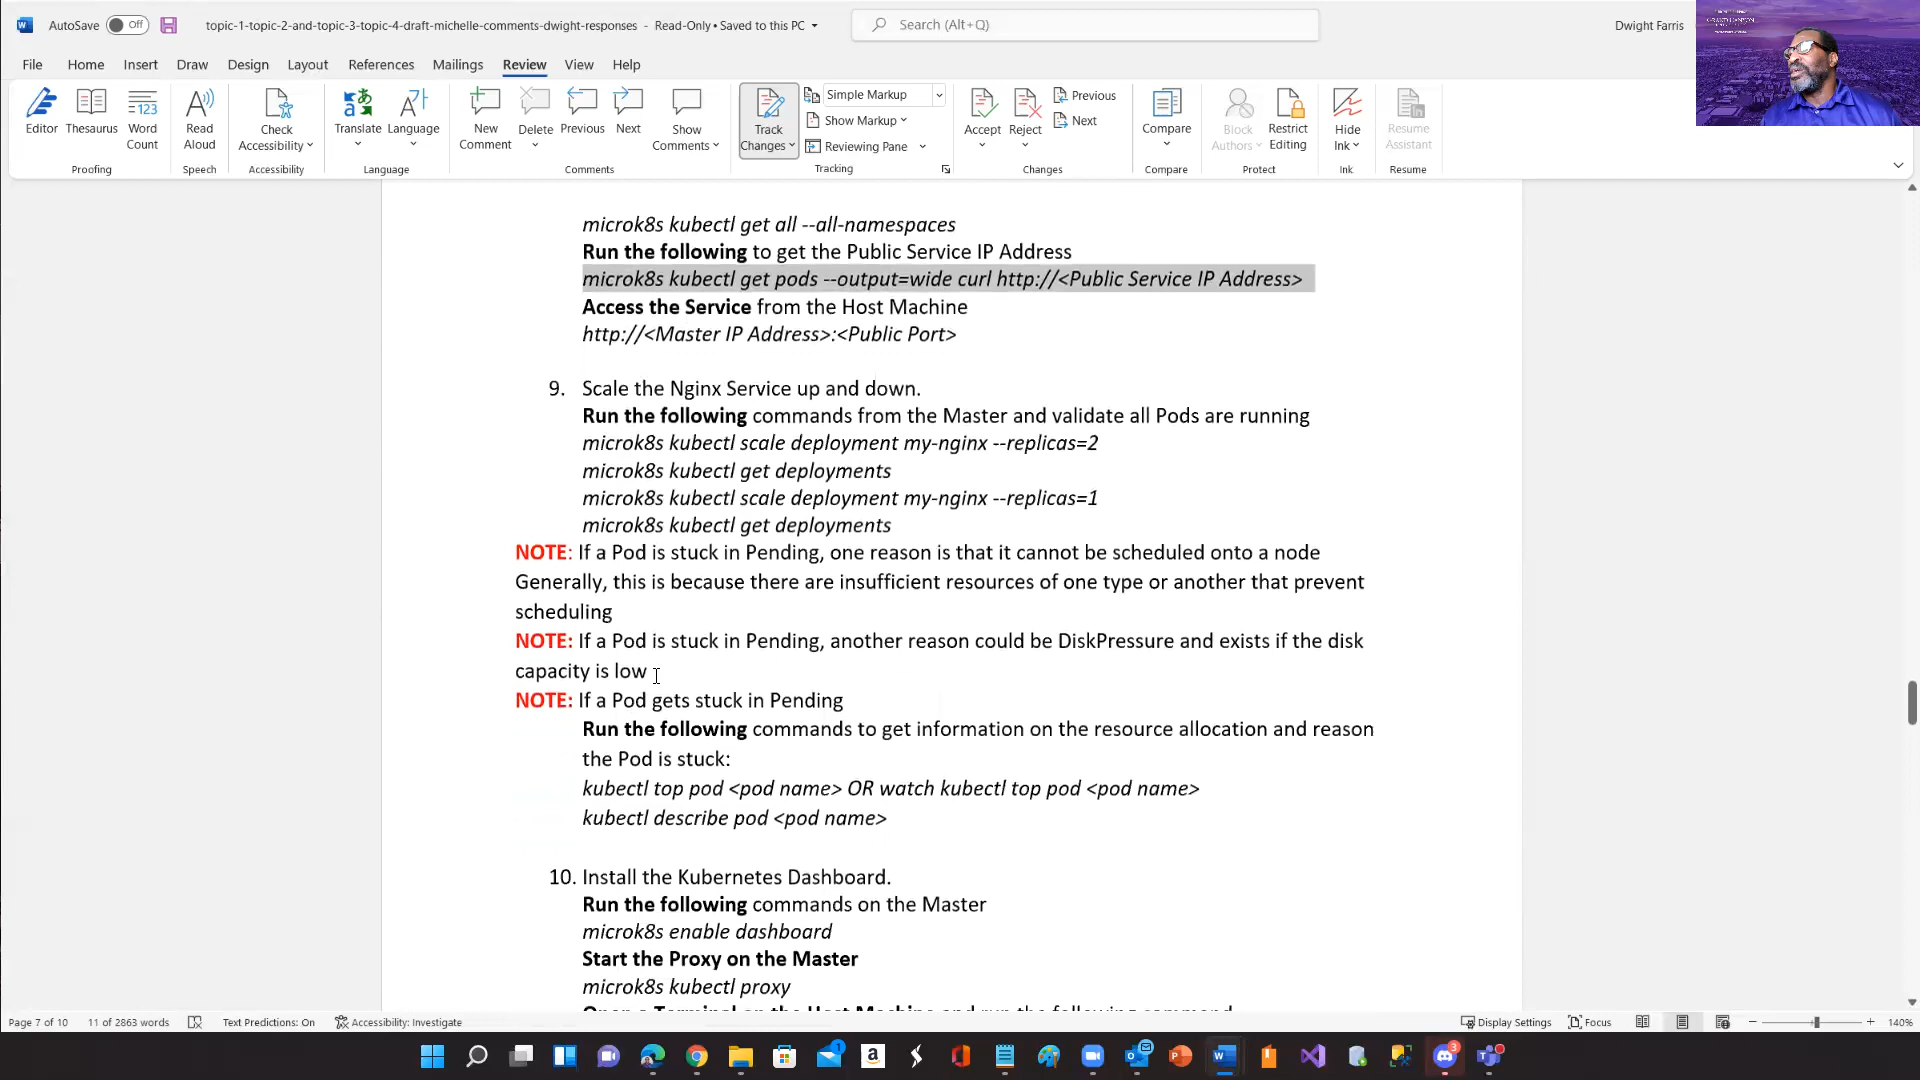 AutoSave Off topic-1-topic-2-and-topic-3-topic-4-draft-michelle-comments-dwight-responses - Read-Only • Saved to this PC Search (Alt+Q) Dwight Farris
File Home Insert Draw Design Layout References Mailings Review View Help
Editor Thesaurus Word Count Read Aloud Check Accessibility Translate Language New Comment Delete Previous Next Show Comments Track Changes Simple Markup Show Markup Reviewing Pane Accept Reject Previous Next Compare Block Authors Restrict Editing Hide Ink Resume Assistant
Proofing Speech Accessibility Language Comments Tracking Changes Compare Protect Ink Resume
microk8s kubectl get all --all-namespaces
Run the following to get the Public Service IP Address
microk8s kubectl get pods --output=wide curl http://<Public Service IP Address>
Access the Service from the Host Machine
http://<Master IP Address>:<Public Port>
9. Scale the Nginx Service up and down.
Run the following commands from the Master and validate all Pods are running
microk8s kubectl scale deployment my-nginx --replicas=2
microk8s kubectl get deployments
microk8s kubectl scale deployment my-nginx --replicas=1
microk8s kubectl get deployments
NOTE: If a Pod is stuck in Pending, one reason is that it cannot be scheduled onto a node
Generally, this is because there are insufficient resources of one type or another that prevent
scheduling
NOTE: If a Pod is stuck in Pending, another reason could be DiskPressure and exists if the disk
capacity is low
NOTE: If a Pod gets stuck in Pending
Run the following commands to get information on the resource allocation and reason
the Pod is stuck:
kubectl top pod <pod name> OR watch kubectl top pod <pod name>
kubectl describe pod <pod name>
10. Install the Kubernetes Dashboard.
Run the following commands on the Master
microk8s enable dashboard
Start the Proxy on the Master
microk8s kubectl proxy
Open a Terminal on the Host Machine and run the following command
Page 7 of 10 11 of 2863 words Text Predictions: On Accessibility: Investigate Display Settings Focus 140%